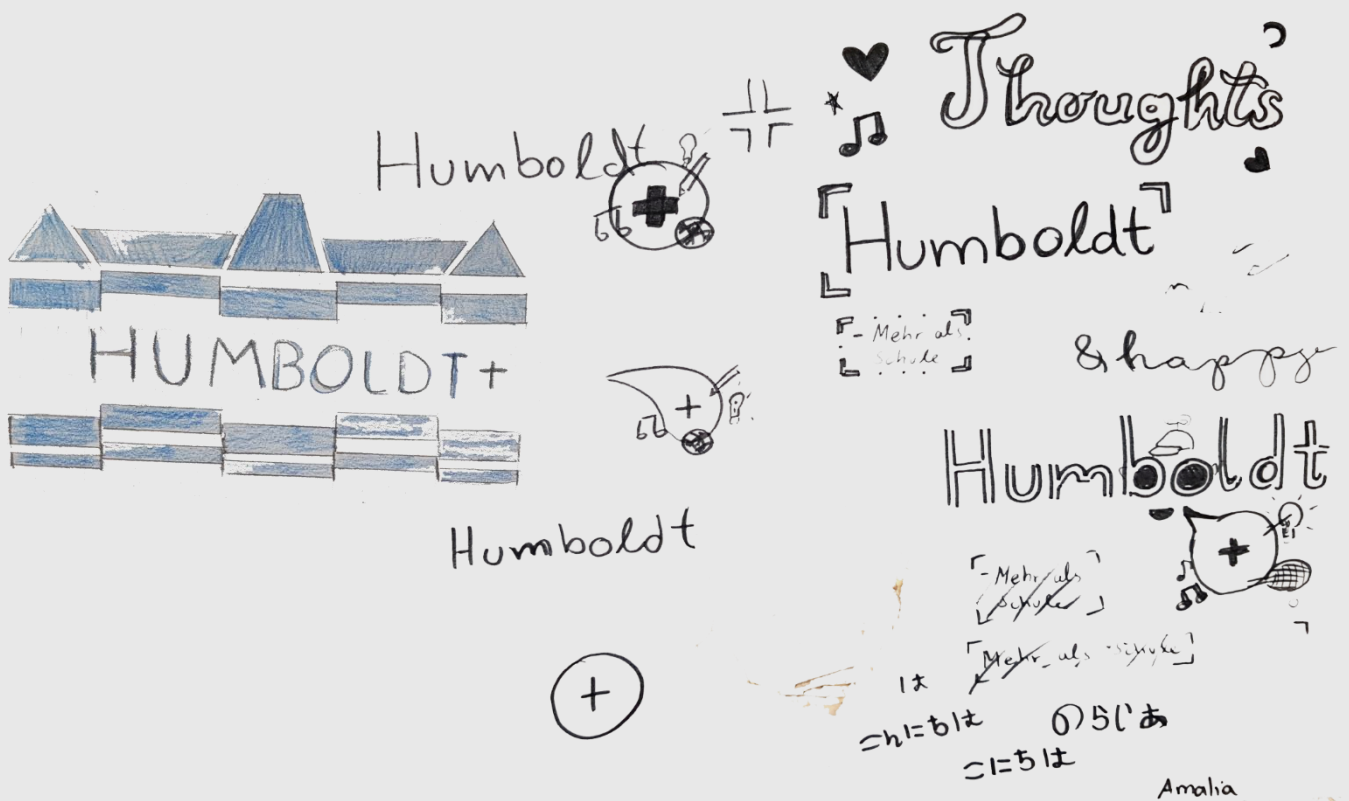 Thoughts
Humboldt
Humboldt
- Mehr als
Schule
HUMBOLDT+
&happy
Humboldt
Humboldt
- Mehr als
Schule
Mehr als Schule
は
こんにちは
のらじあ
こにちは
Amalia